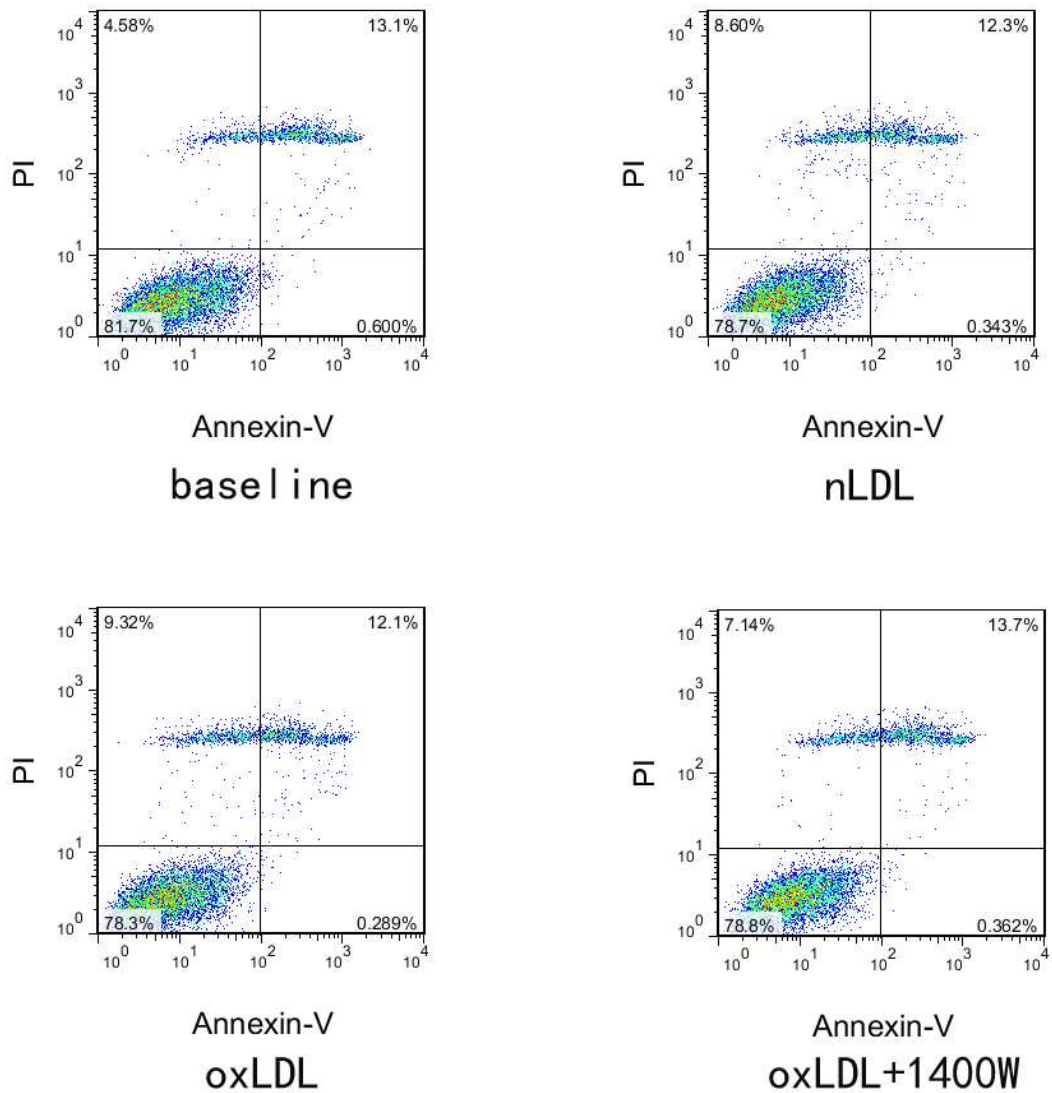 4.58% 13.1%
10^4
10^3
PI
10^2
10^1
10^0
81.7% 0.600%
10^0 10^1 10^2 10^3 10^4
Annexin-V
baseline
8.60% 12.3%
10^4
10^3
PI
10^2
10^1
10^0
78.7% 0.343%
10^0 10^1 10^2 10^3 10^4
Annexin-V
nLDL
9.32% 12.1%
10^4
10^3
PI
10^2
10^1
10^0
78.3% 0.289%
10^0 10^1 10^2 10^3 10^4
Annexin-V
oxLDL
7.14% 13.7%
10^4
10^3
PI
10^2
10^1
10^0
78.8% 0.362%
10^0 10^1 10^2 10^3 10^4
Annexin-V
oxLDL+1400W